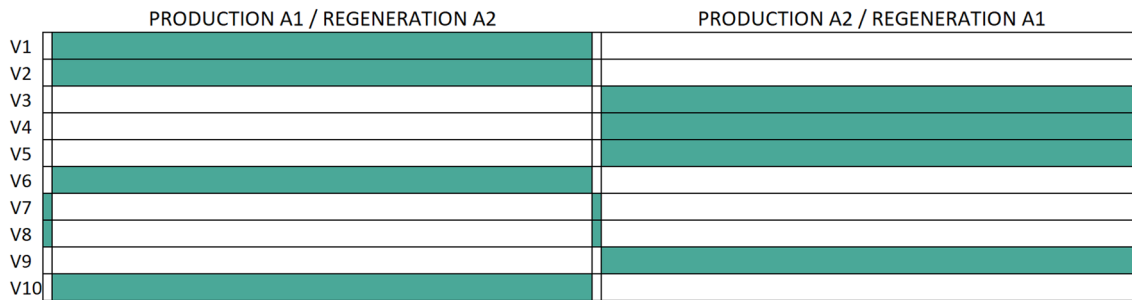 PRODUCTION A1 / REGENERATION A2 PRODUCTION A2 / REGENERATION A1
V1
V2
V3
V4
V5
V6
V7
V8
V9
V10